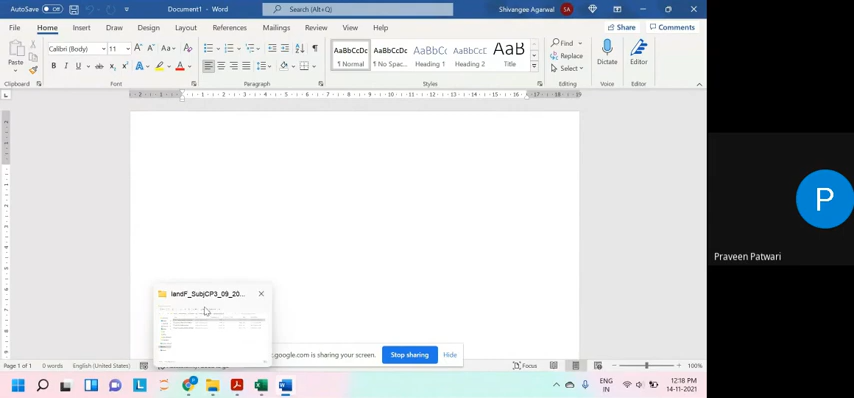 AutoSave Off Document1 - Word Search (Alt+Q) Shivangee Agarwal SA
File Home Insert Draw Design Layout References Mailings Review View Help Share Comments
Paste Calibri (Body) 11 AaBbCcDc AaBbCcDc AaBbCc AaBbCcD AaB Find Replace Select Dictate Editor
¶ Normal ¶ No Spac... Heading 1 Heading 2 Title
Clipboard Font Paragraph Styles Editing Voice Editor
P
Praveen Patwari
IandF_SubjCP3_09_20...
.google.com is sharing your screen. Stop sharing Hide
Page 1 of 1 0 words English (United States) Focus 100%
ENG
IN
12:18 PM
14-11-2021